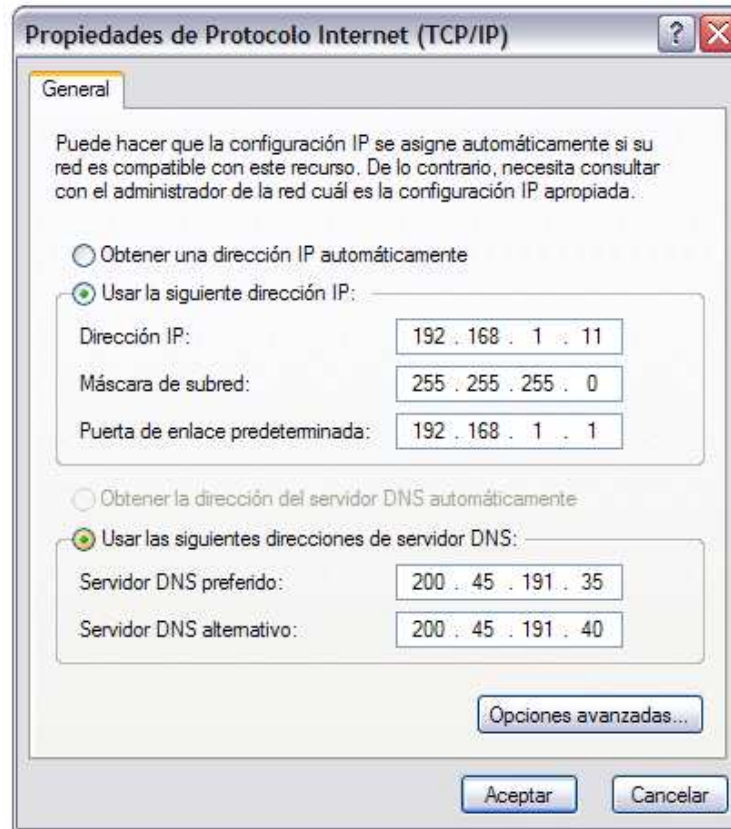 Propiedades de Protocolo Internet (TCP/IP)
?
General
Puede hacer que la configuración IP se asigne automáticamente si su
red es compatible con este recurso. De lo contrario, necesita consultar
con el administrador de la red cuál es la configuración IP apropiada.
Obtener una dirección IP automáticamente
Usar la siguiente dirección IP:
Dirección IP: 192 . 168 . 1 . 11
Máscara de subred: 255 . 255 . 255 . 0
Puerta de enlace predeterminada: 192 . 168 . 1 . 1
Obtener la dirección del servidor DNS automáticamente
Usar las siguientes direcciones de servidor DNS:
Servidor DNS preferido: 200 . 45 . 191 . 35
Servidor DNS alternativo: 200 . 45 . 191 . 40
Opciones avanzadas...
Aceptar Cancelar